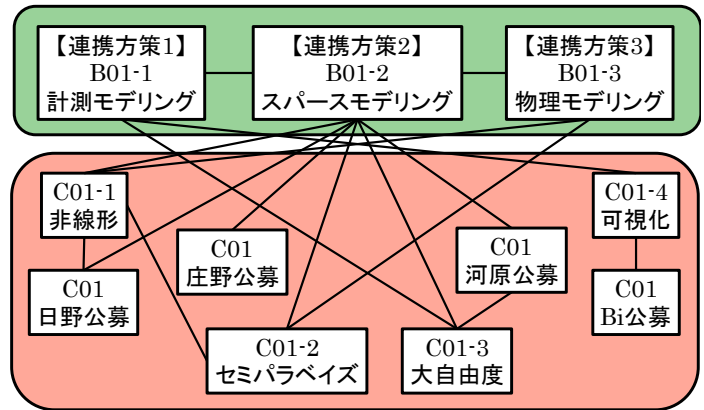 【連携方策1】
B01-1
計測モデリング
【連携方策2】
B01-2
スパースモデリング
【連携方策3】
B01-3
物理モデリング
C01-1
非線形
C01-4
可視化
C01
庄野公募
C01
河原公募
C01
日野公募
C01
Bi公募
C01-2
セミパラベイズ
C01-3
大自由度